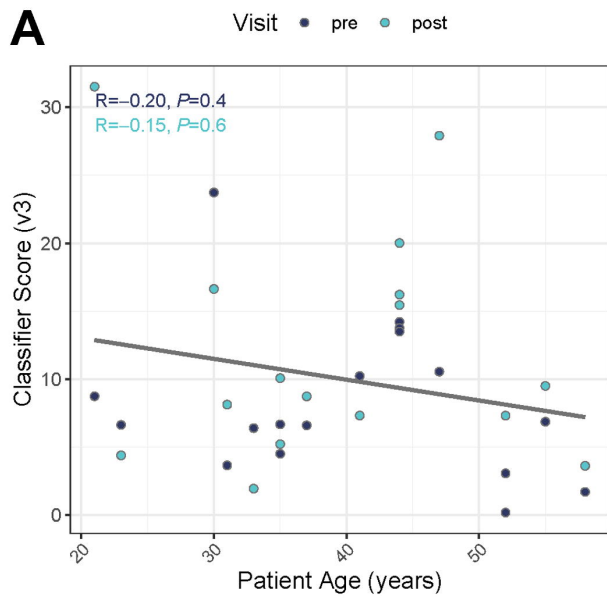 A
Visit pre post
R=−0.20, P=0.4
R=−0.15, P=0.6
Classifier Score (v3)
30
20
10
0
20 30 40 50
Patient Age (years)